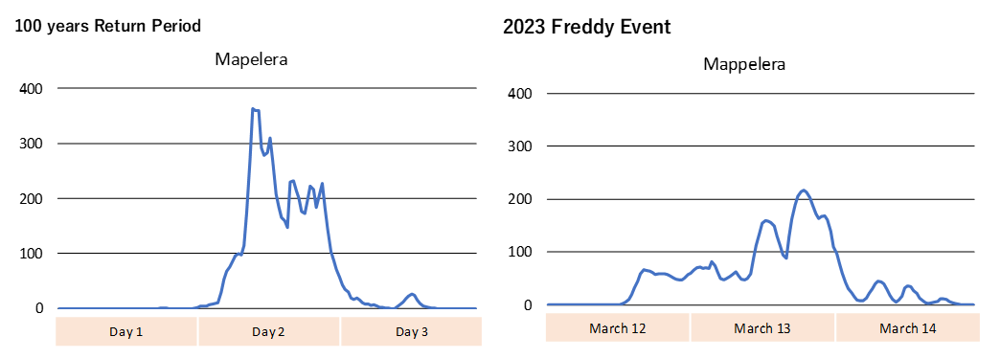 100 years Return Period
Mapelera
400
300
200
100
0
Day 1
Day 2
Day 3
2023 Freddy Event
Mappelera
400
300
200
100
0
March 12
March 13
March 14